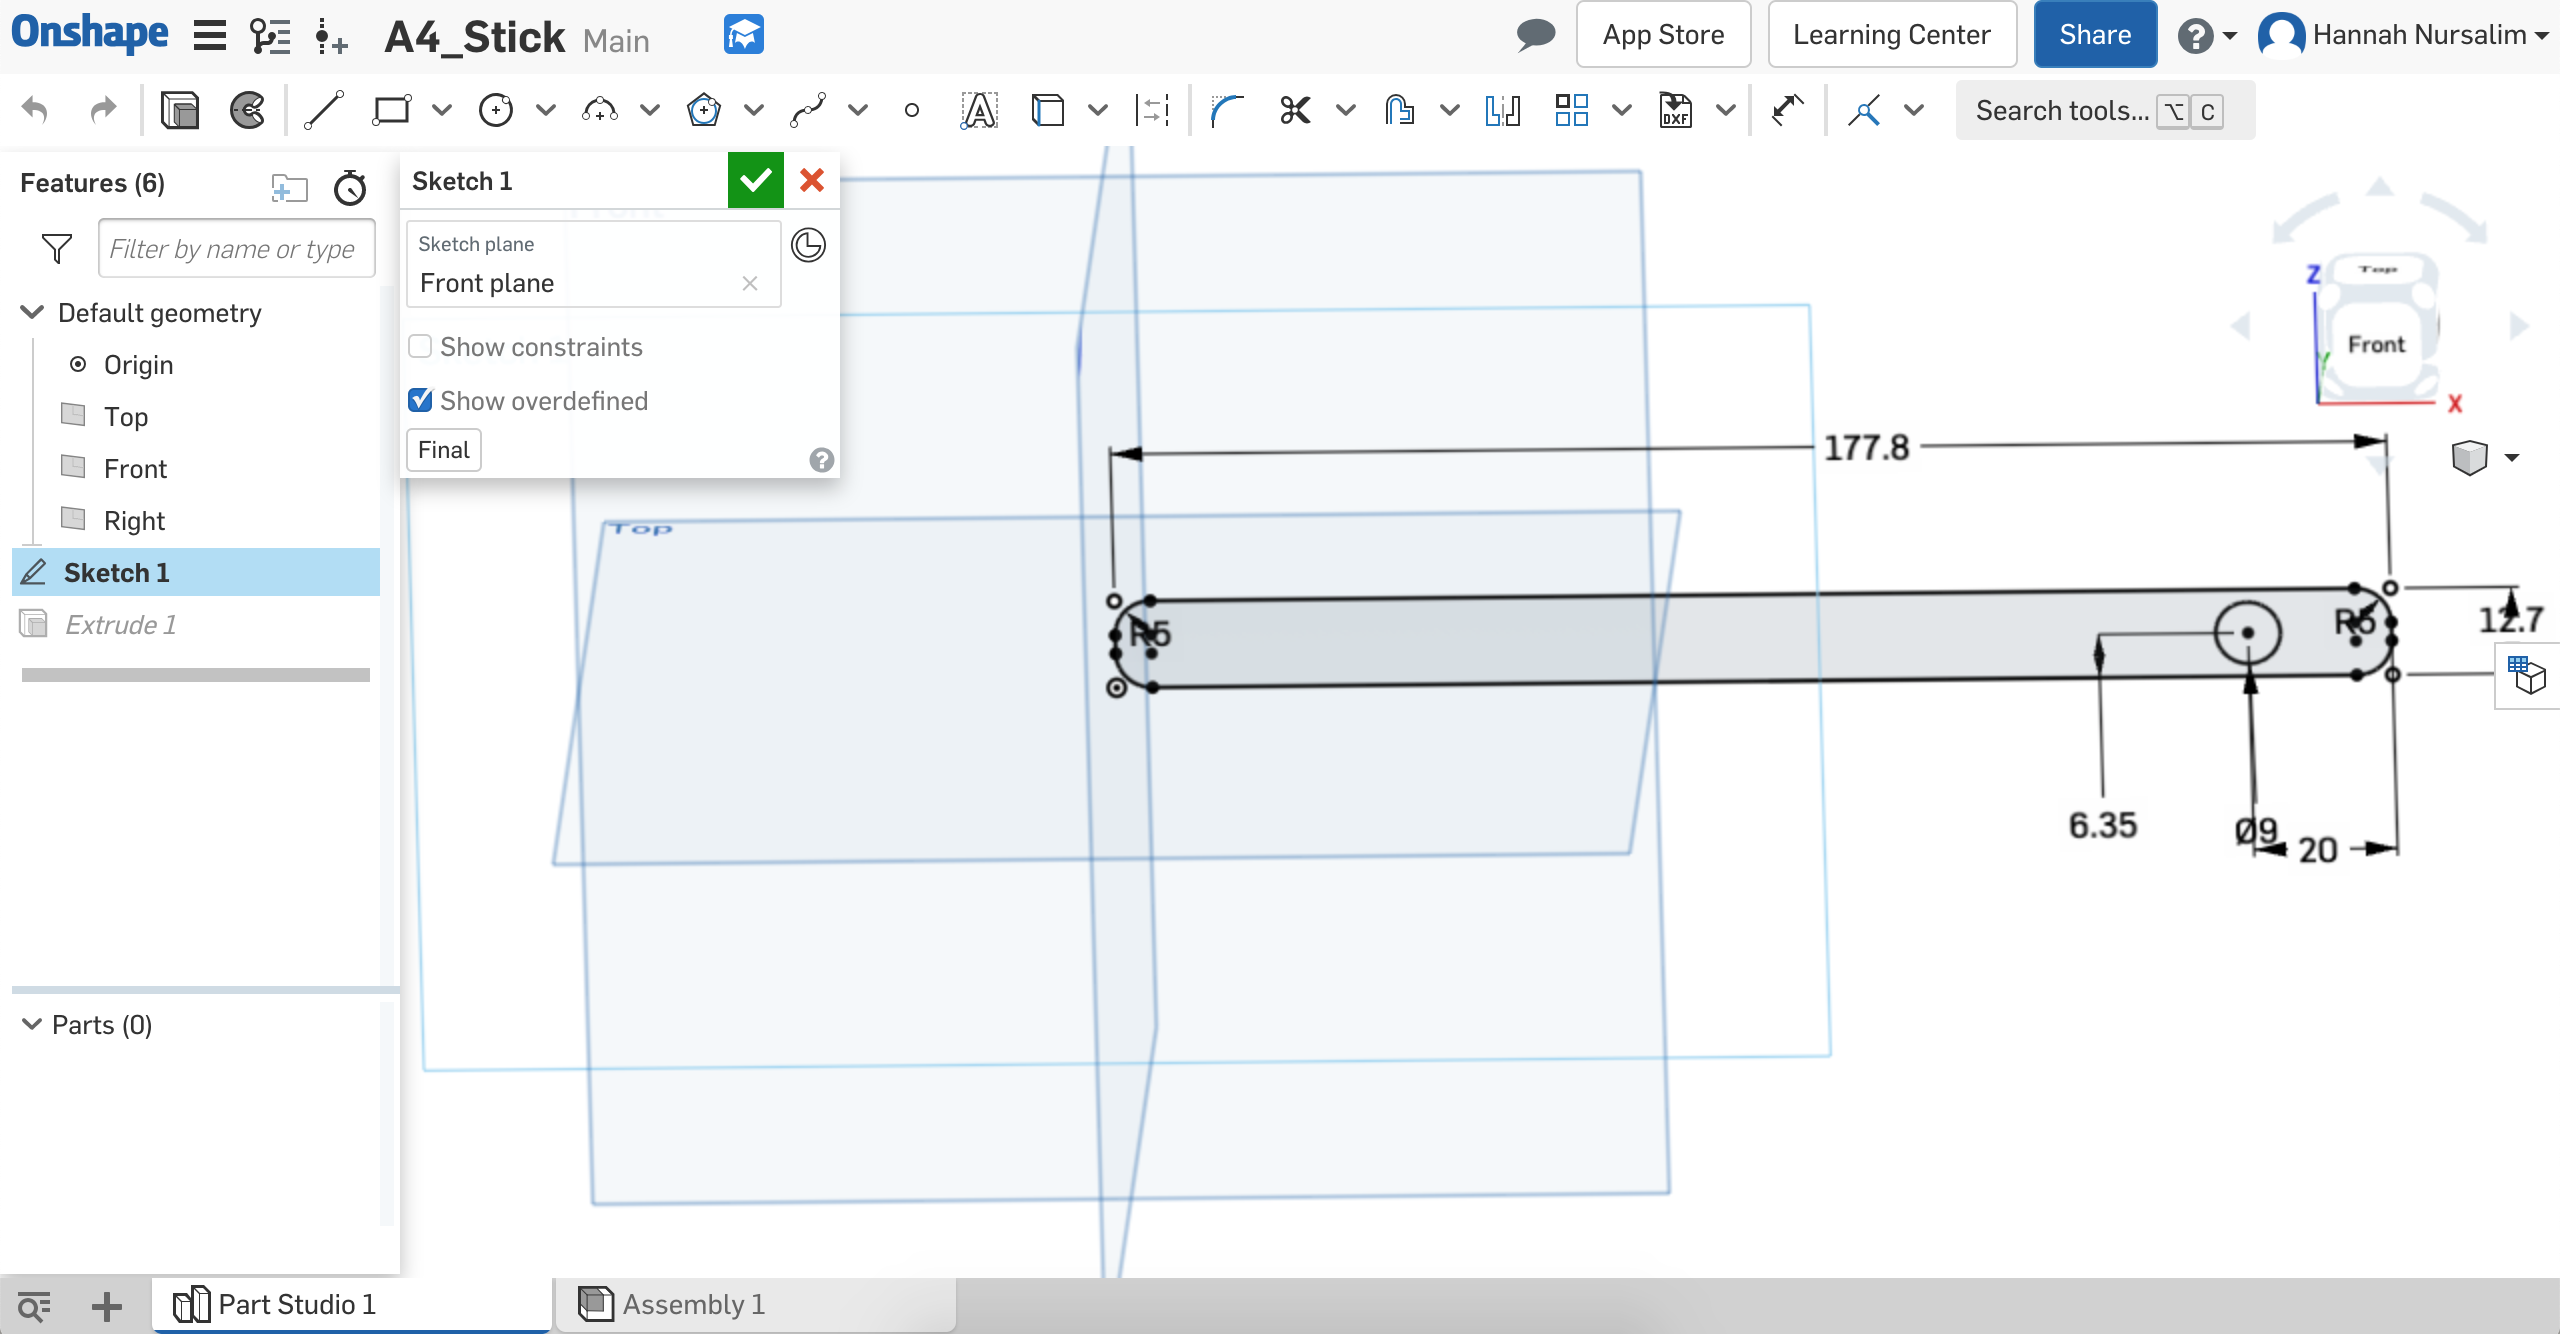 Onshape
A4_Stick Main
App Store
Learning Center
Share
Hannah Nursalim
DXF
Search tools... ⌥ C
Features (6)
Filter by name or type
Default geometry
Origin
Top
Front
Right
Sketch 1
Extrude 1
Parts (0)
Sketch 1
Sketch plane
Front plane
Show constraints
Show overdefined
Final
Front
Top
Z
Top
Front
Y
X
177.8
R5
R5
12.7
6.35
Ø9
20
Part Studio 1
Assembly 1